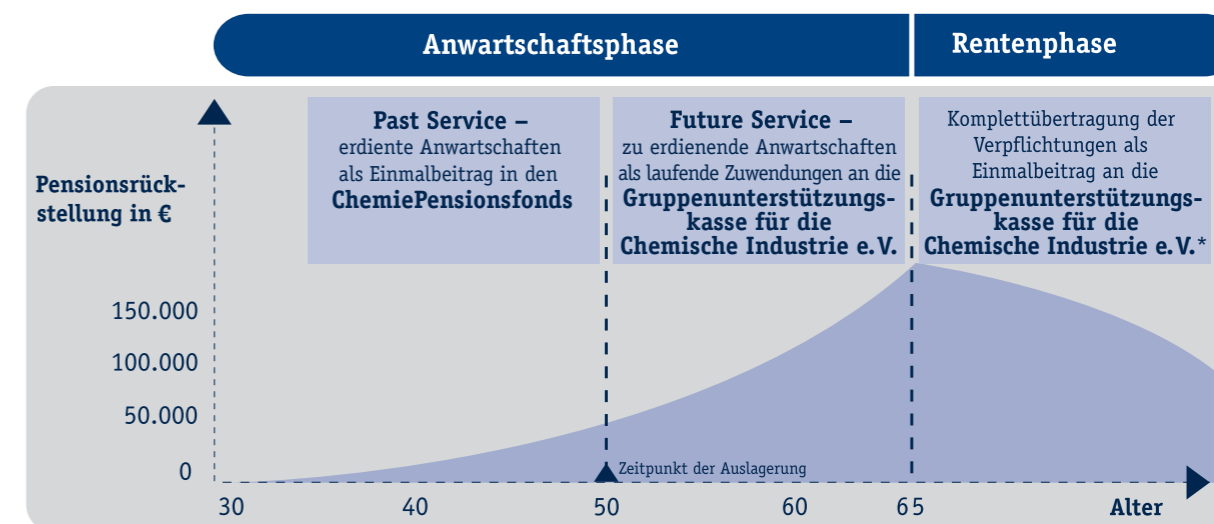 Anwartschaftsphase
Rentenphase
Past Service –
erdiente Anwartschaften
als Einmalbeitrag in den
ChemiePensionsfonds
Future Service –
zu erdienende Anwartschaften
als laufende Zuwendungen an die
Gruppenunterstützungs-
kasse für die
Chemische Industrie e.V.
Komplettübertragung der
Verpflichtungen als
Einmalbeitrag an die
Gruppenunterstützungs-
kasse für die
Chemische Industrie e.V.*
Pensionsrück-
stellung in €
150.000
100.000
50.000
0
Zeitpunkt der Auslagerung
30
40
50
60
65
Alter